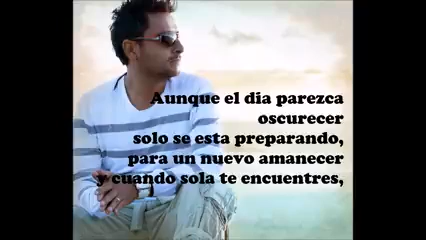 Aunque el dia parezca
oscurecer
solo se esta preparando,
para un nuevo amanecer
y cuando sola te encuentres,